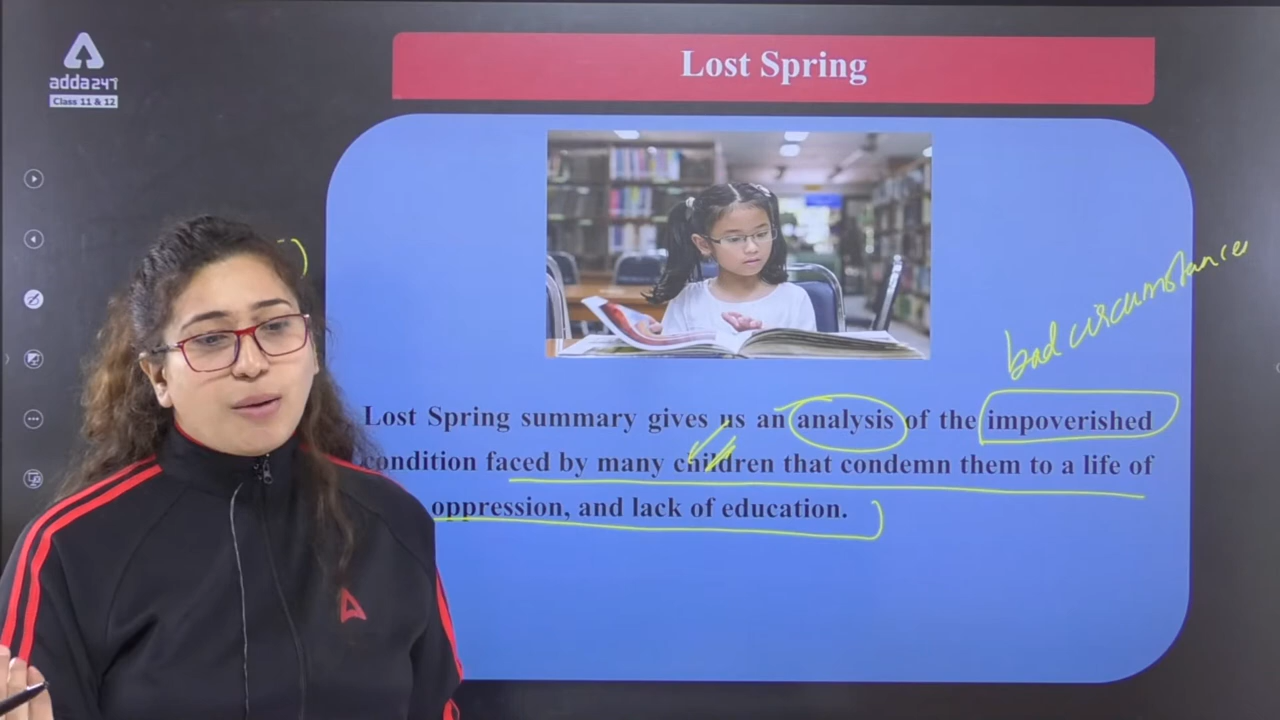 adda247
Class 11 & 12
Lost Spring
bad circumstance
Lost Spring summary gives us an analysis of the impoverished
condition faced by many children that condemn them to a life of
oppression, and lack of education.